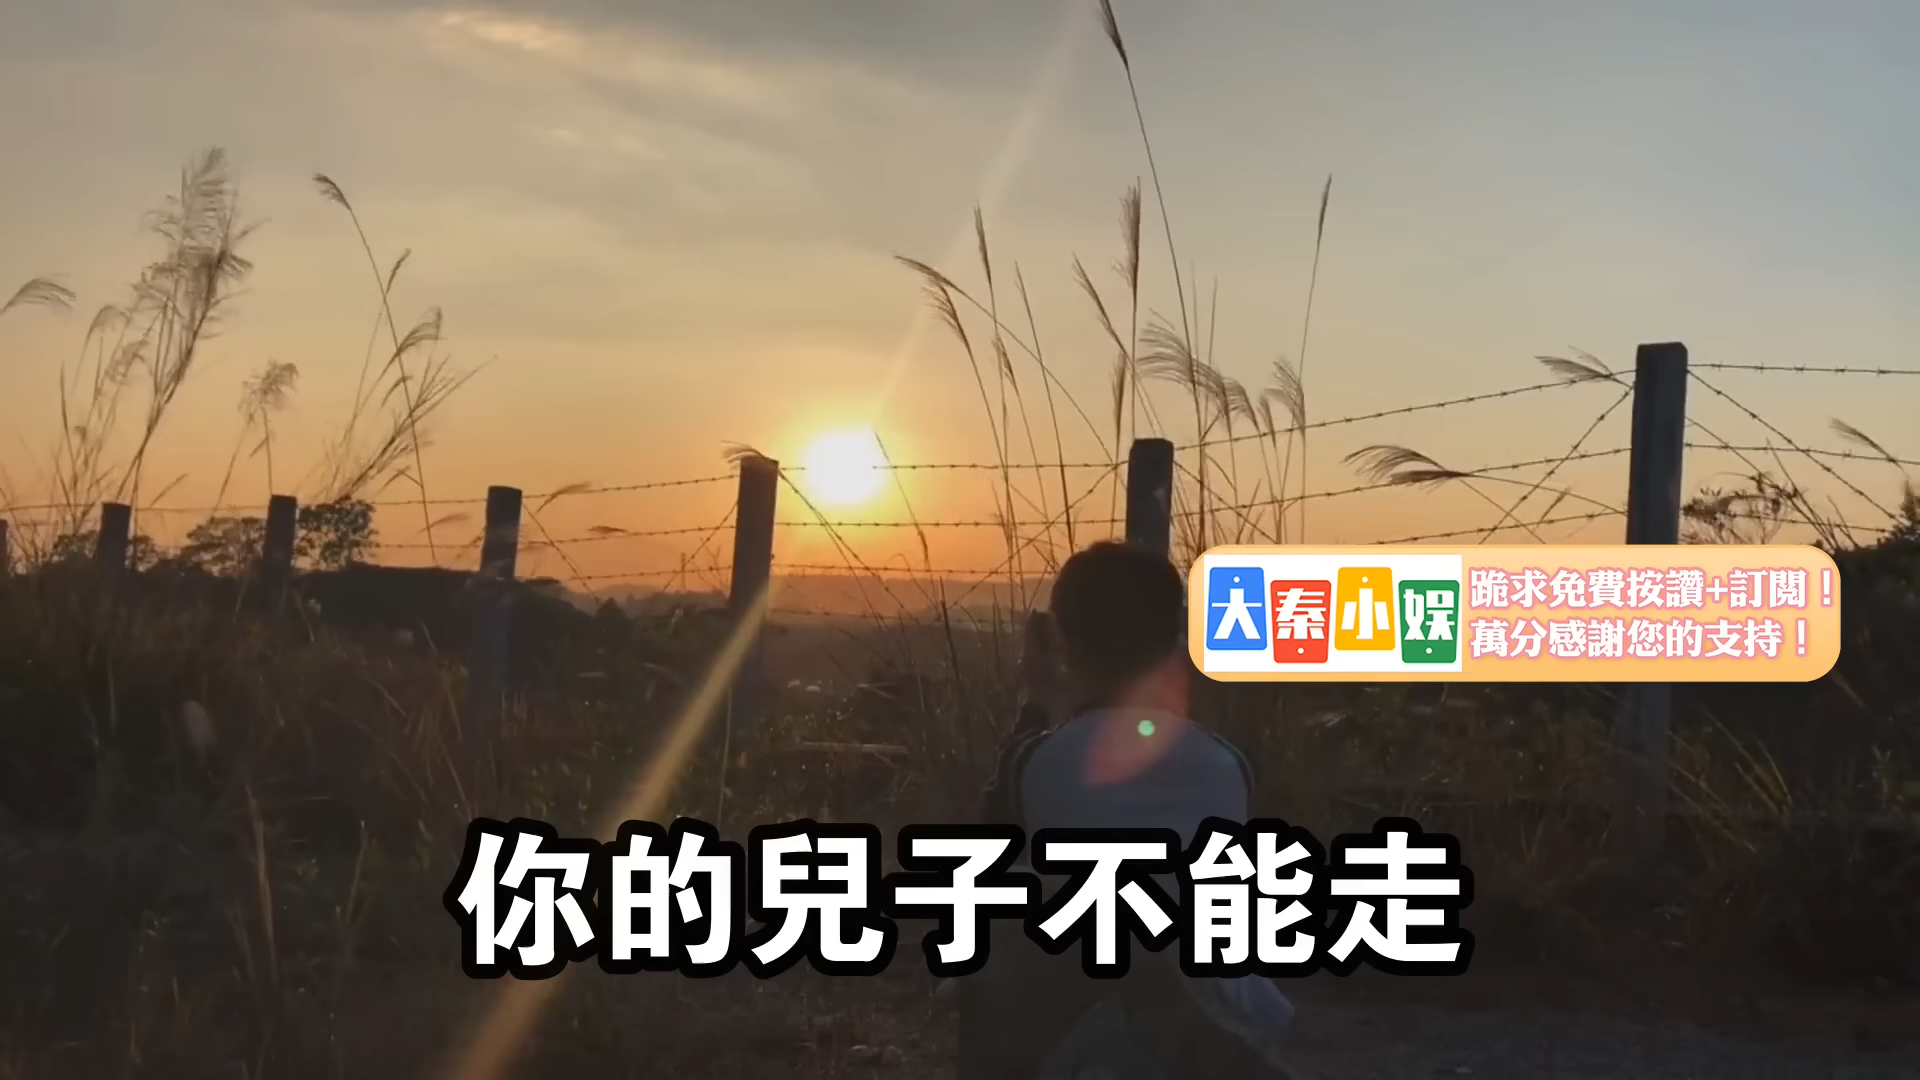 大秦小娱
跪求免費按讚+訂閱！
萬分感謝您的支持！
你的兒子不能走